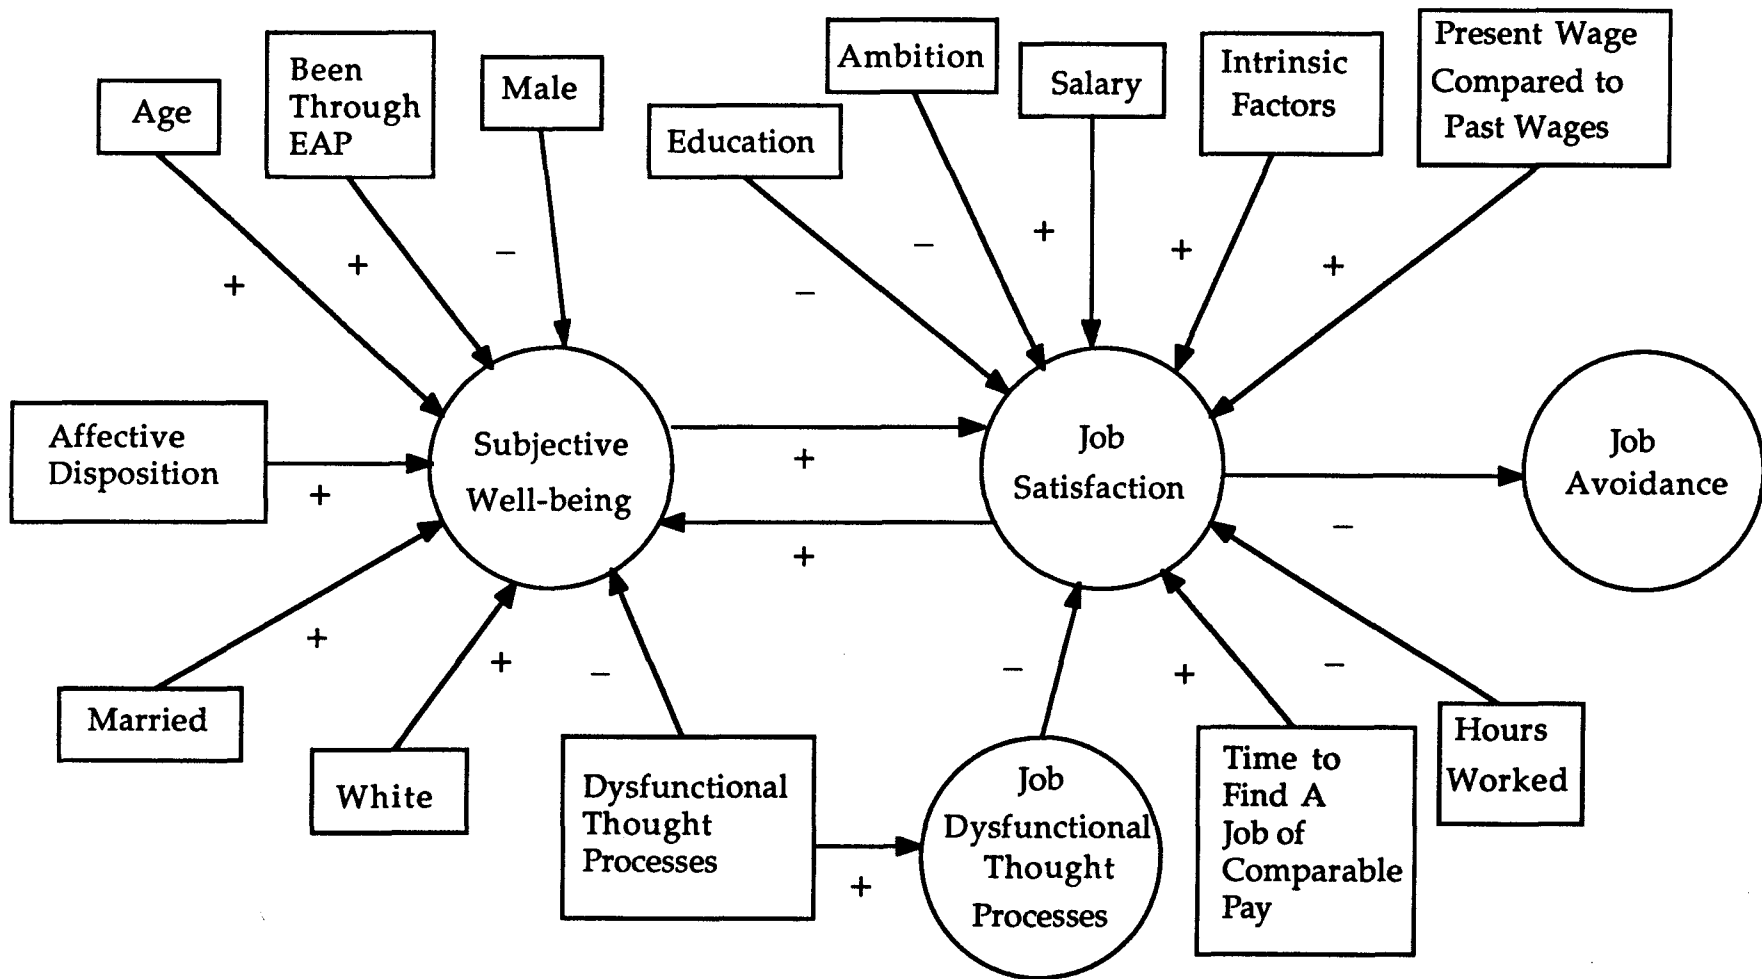 Age
+
Been
Through
EAP
+
Male
−
Education
−
Ambition
−
Salary
+
Intrinsic
Factors
+
Present Wage
Compared to
Past Wages
+
Affective
Disposition
+
Subjective
Well-being
+
+
Job
Satisfaction
−
Job
Avoidance
Married
+
White
+
Dysfunctional
Thought
Processes
−
+
Job
Dysfunctional
Thought
Processes
−
Time to
Find A
Job of
Comparable
Pay
+
Hours
Worked
−